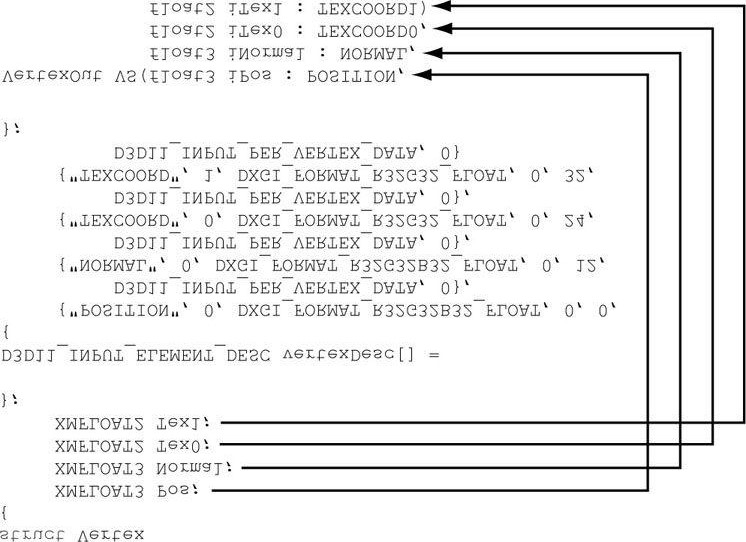 struct Vertex
{
XMFLOAT3 Pos;
XMFLOAT3 Normal;
XMFLOAT2 Tex0;
XMFLOAT2 Tex1;
};
D3D11_INPUT_ELEMENT_DESC vertexDesc[] =
{
{"POSITION", 0, DXGI_FORMAT_R32G32B32_FLOAT, 0, 0,
D3D11_INPUT_PER_VERTEX_DATA, 0},
{"NORMAL", 0, DXGI_FORMAT_R32G32B32_FLOAT, 0, 12,
D3D11_INPUT_PER_VERTEX_DATA, 0},
{"TEXCOORD", 0, DXGI_FORMAT_R32G32_FLOAT, 0, 24,
D3D11_INPUT_PER_VERTEX_DATA, 0},
{"TEXCOORD", 1, DXGI_FORMAT_R32G32_FLOAT, 0, 32,
D3D11_INPUT_PER_VERTEX_DATA, 0}
};
VertexOut VS(float3 iPos : POSITION,
float3 iNormal : NORMAL,
float2 iTex0 : TEXCOORD0,
float2 iTex1 : TEXCOORD1)